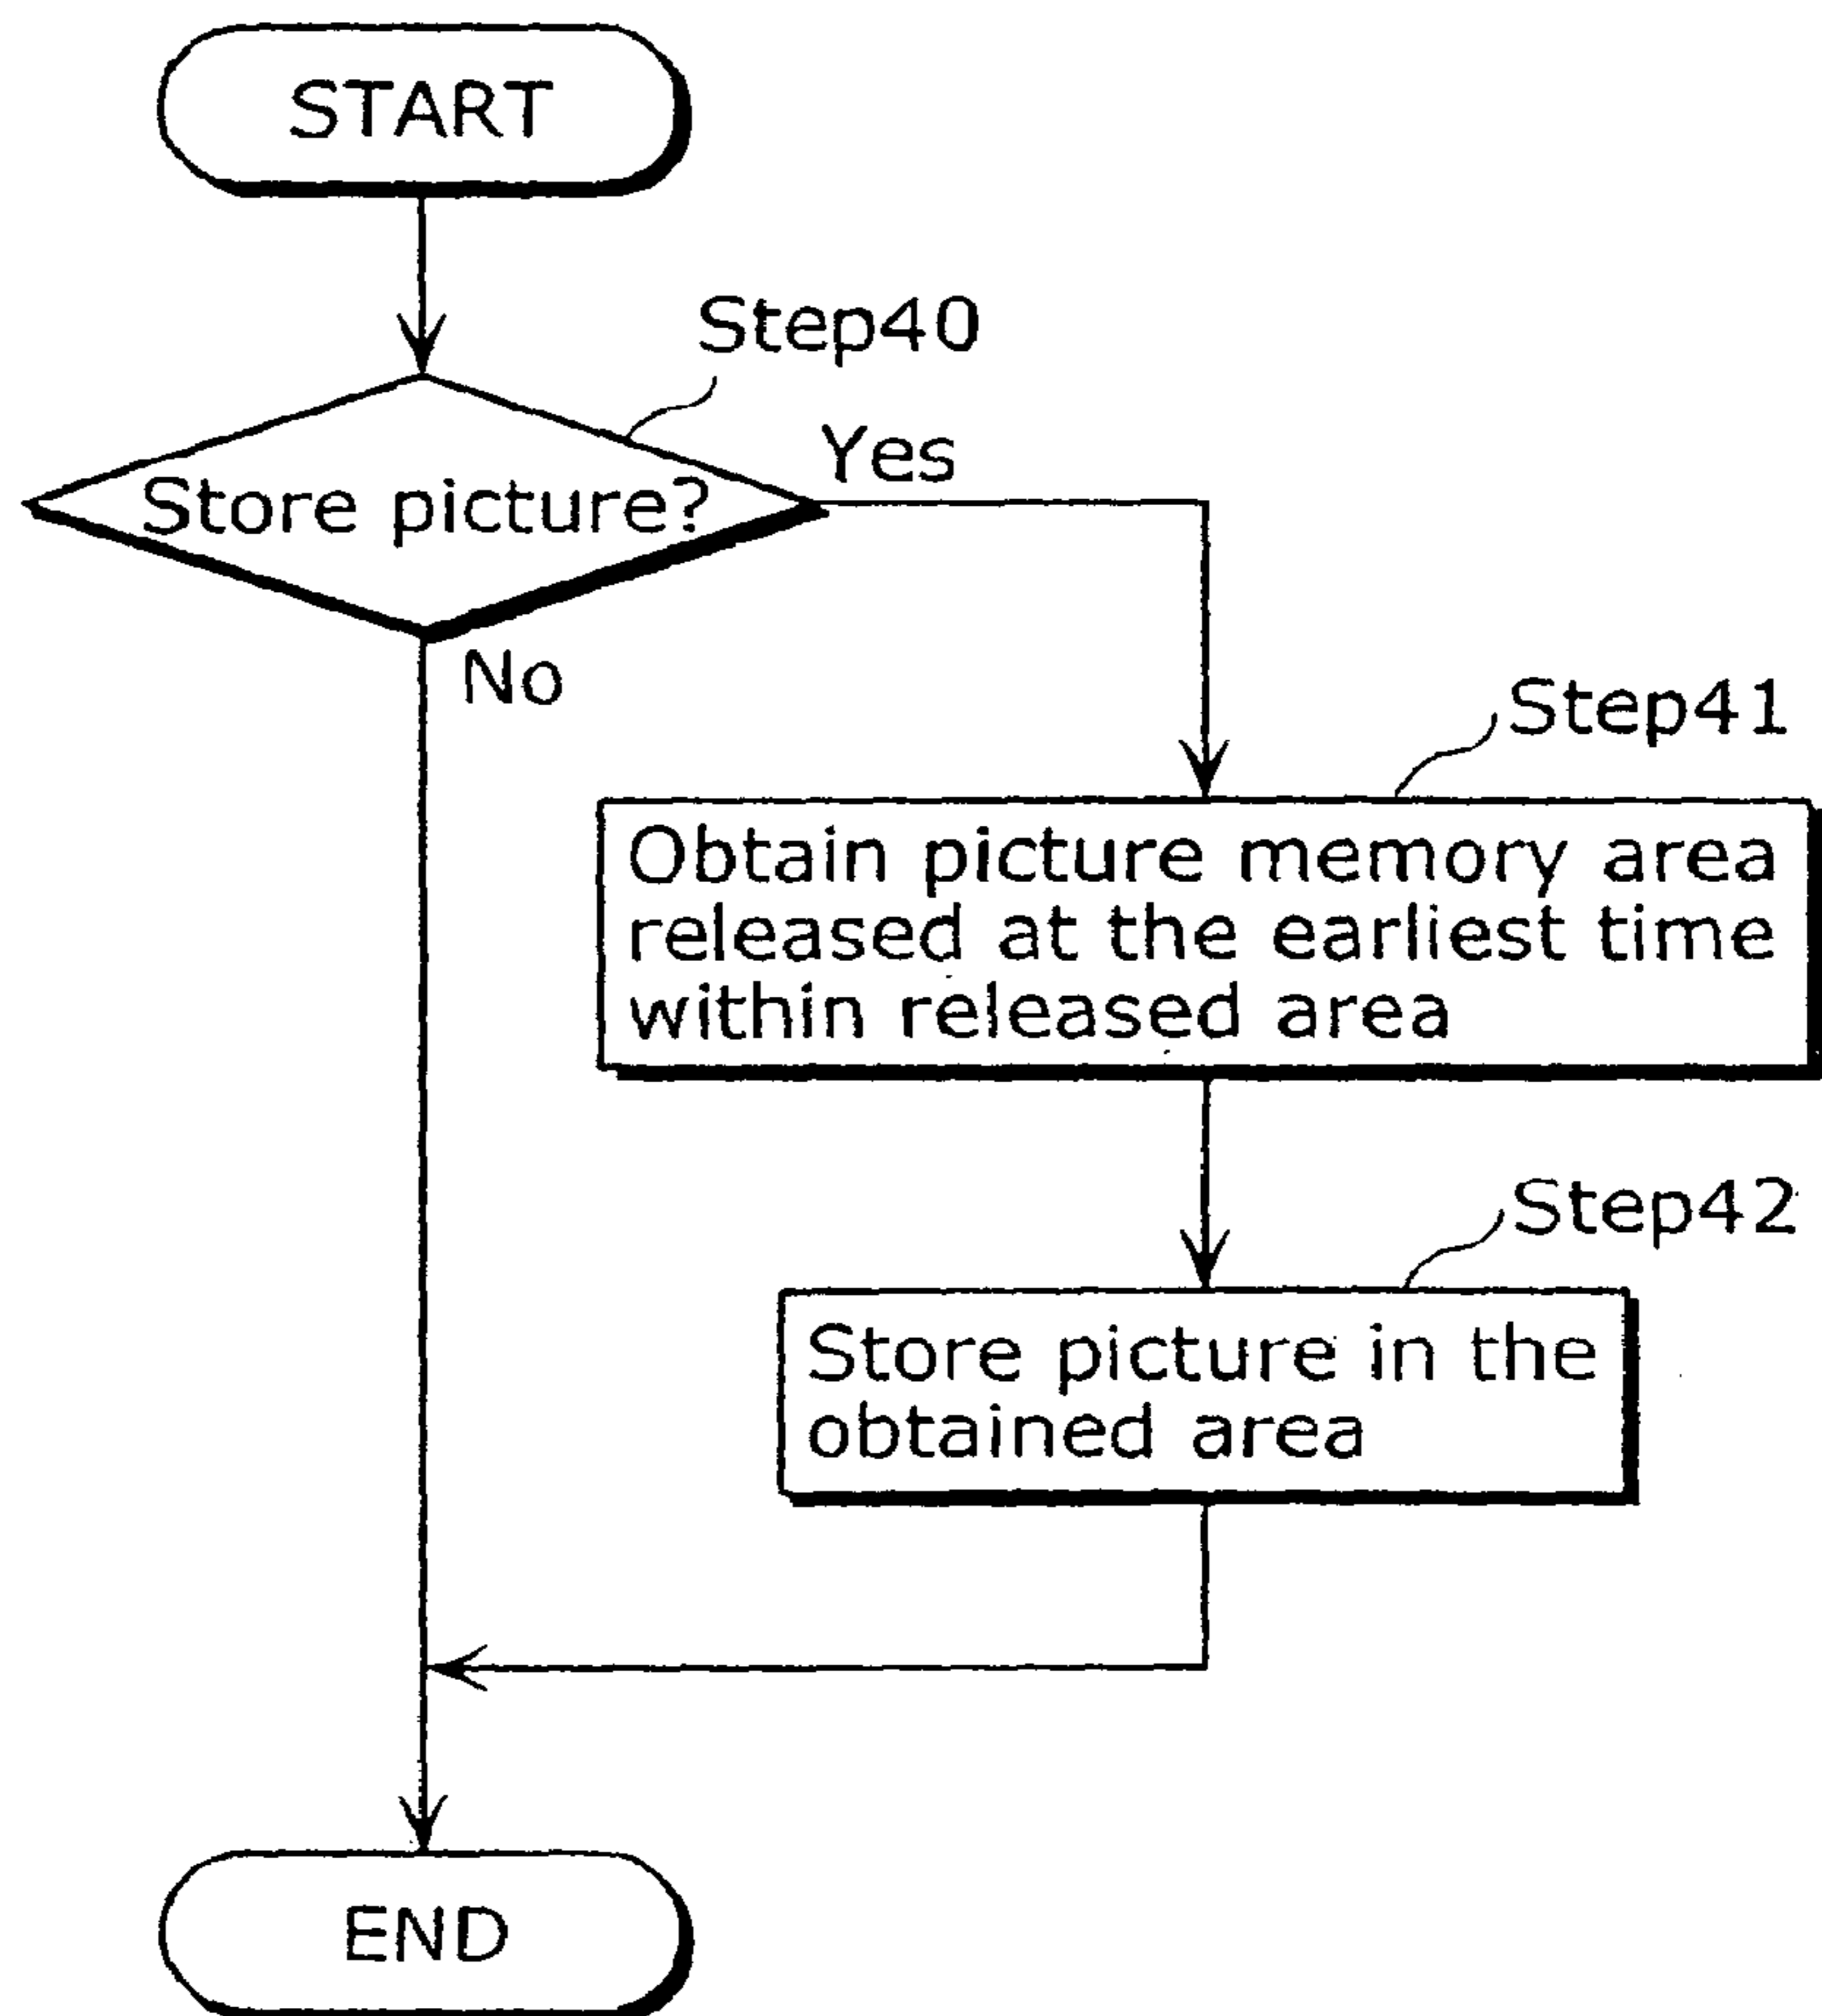 START
Step40
Store picture?
Yes
No
Step41
Obtain picture memory area
released at the earliest time
within released area
Step42
Store picture in the
obtained area
END